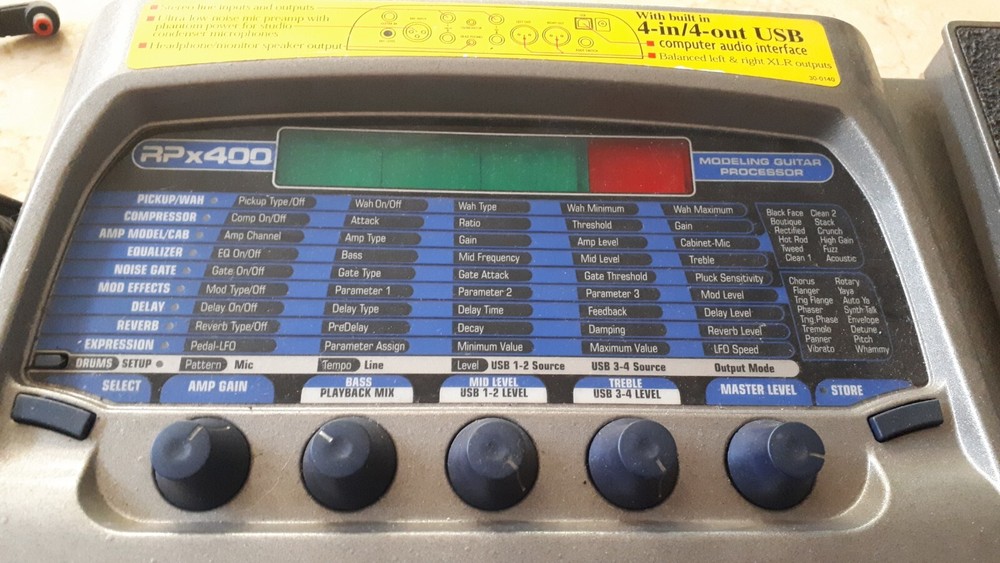 Stereo line inputs and outputs
Ultra low noise mic preamp with
phantom power for studio
condenser microphones
Headphone/monitor speaker output
With built in
4-in/4-out USB
computer audio interface
Balanced left & right XLR outputs
30-0140
RPx400
MODELING GUITAR
PROCESSOR
PICKUP/WAH Pickup Type/Off Wah On/Off Wah Type Wah Minimum Wah Maximum
COMPRESSOR Comp On/Off Attack Ratio Threshold Gain
AMP MODEL/CAB Amp Channel Amp Type Gain Amp Level Cabinet-Mic
EQUALIZER EQ On/Off Bass Mid Frequency Mid Level Treble
NOISE GATE Gate On/Off Gate Type Gate Attack Gate Threshold Pluck Sensitivity
MOD EFFECTS Mod Type/Off Parameter 1 Parameter 2 Parameter 3 Mod Level
DELAY Delay On/Off Delay Type Delay Time Feedback Delay Level
REVERB Reverb Type/Off PreDelay Decay Damping Reverb Level
EXPRESSION Pedal-LFO Parameter Assign Minimum Value Maximum Value LFO Speed
DRUMS SETUP Pattern Mic Tempo Line Level USB 1-2 Source USB 3-4 Source Output Mode
Black Face Clean 2
Boutique Stack
Rectified Crunch
Hot Rod High Gain
Tweed Fuzz
Clean 1 Acoustic
Chorus Rotary
Flanger Yaya
Trig Flange Auto Ya
Phaser Synth Talk
Trig Phase Envelope
Tremolo Detune
Panner Pitch
Vibrato Whammy
SELECT AMP GAIN BASS MID LEVEL TREBLE MASTER LEVEL STORE
PLAYBACK MIX USB 1-2 LEVEL USB 3-4 LEVEL